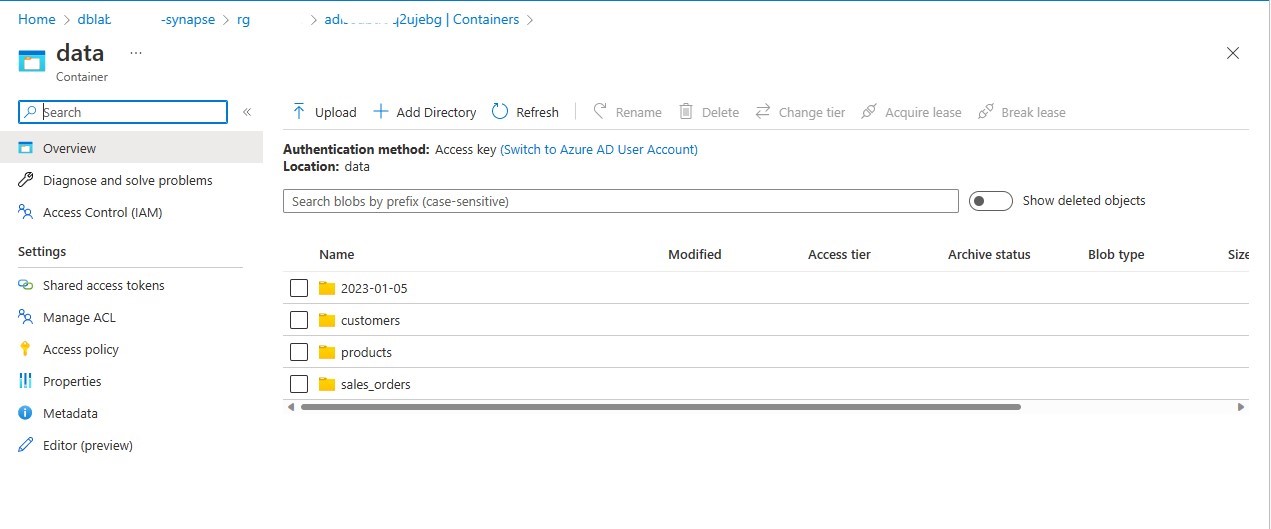 Home > dblab -synapse > rg > q2ujebg | Containers >
data ...
Container
Search «
Overview
Diagnose and solve problems
Access Control (IAM)
Settings
Shared access tokens
Manage ACL
Access policy
Properties
Metadata
Editor (preview)
Upload Add Directory Refresh Rename Delete Change tier Acquire lease Break lease
Authentication method: Access key (Switch to Azure AD User Account)
Location: data
Search blobs by prefix (case-sensitive) Show deleted objects
Name Modified Access tier Archive status Blob type Size
2023-01-05
customers
products
sales_orders